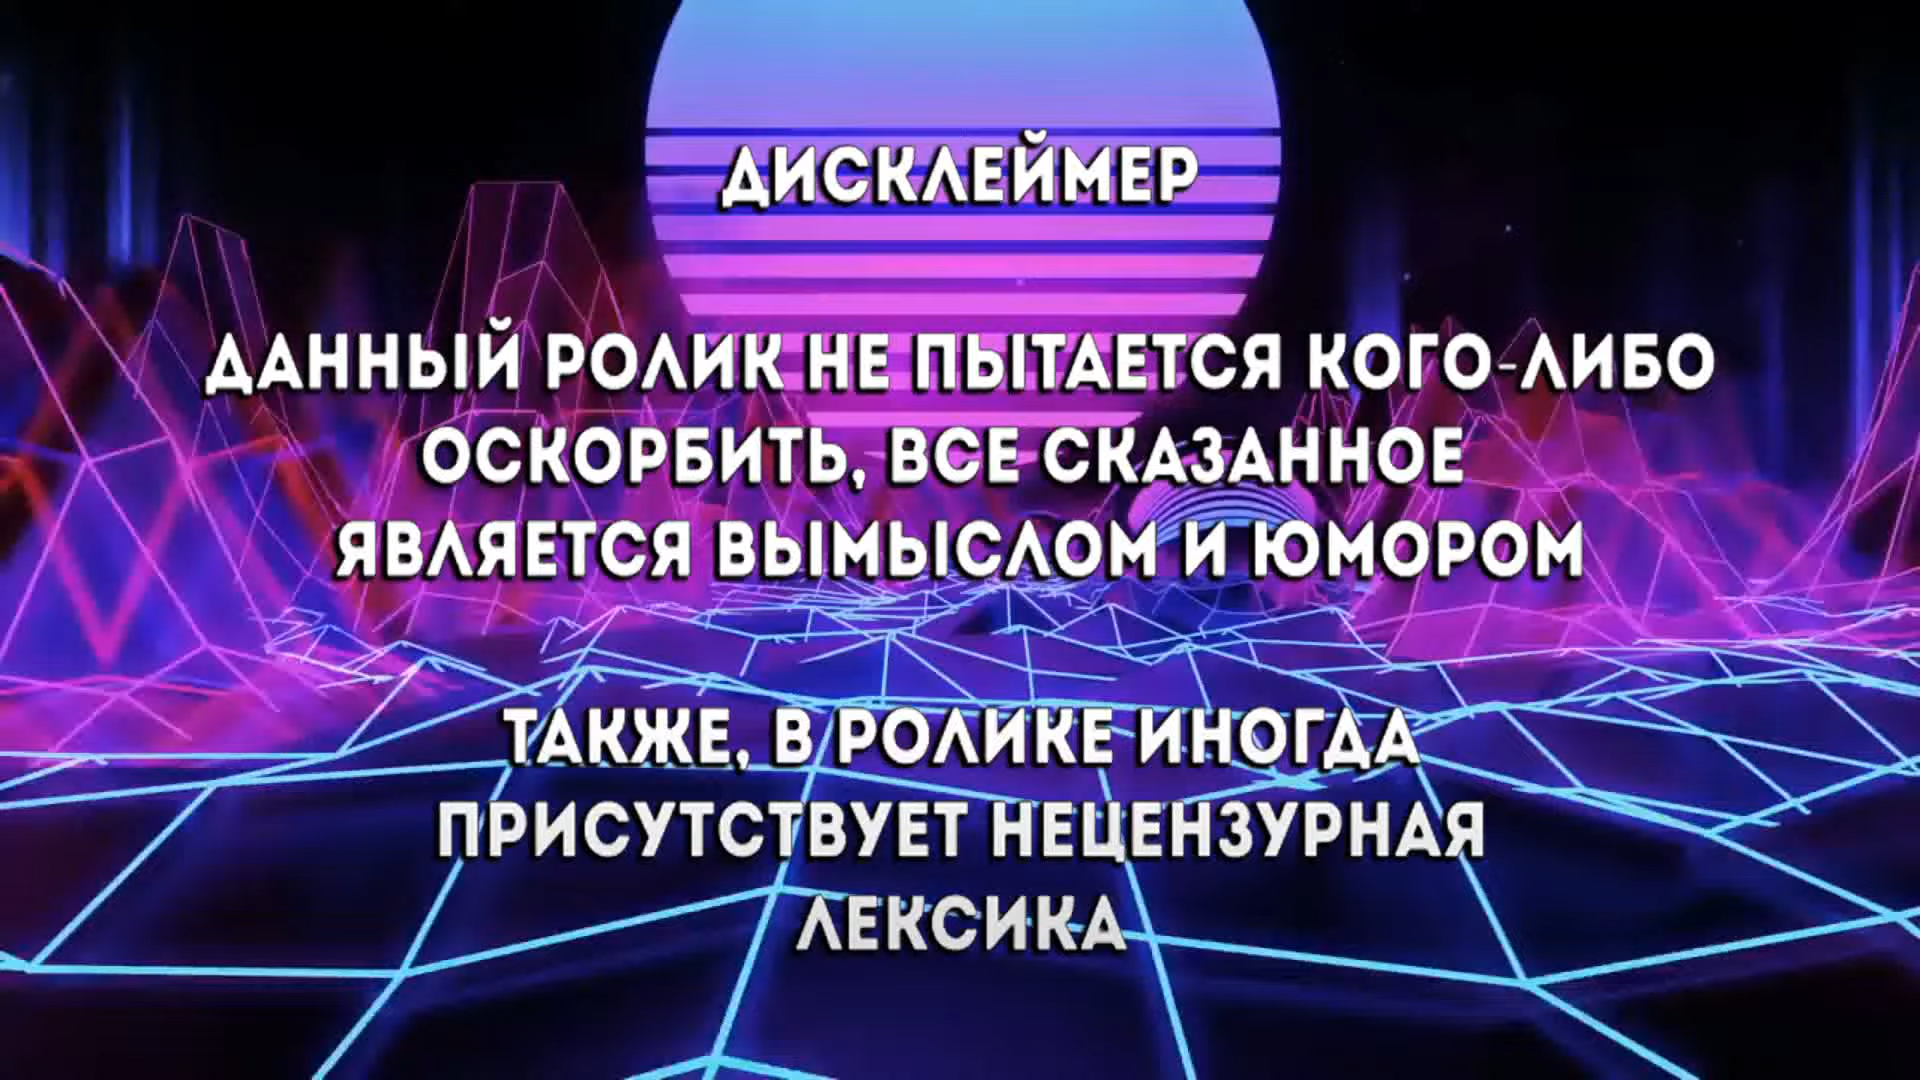 ДИСКЛЕЙМЕР
ДАННЫЙ РОЛИК НЕ ПЫТАЕТСЯ КОГО-ЛИБО
ОСКОРБИТЬ, ВСЕ СКАЗАННОЕ
ЯВЛЯЕТСЯ ВЫМЫСЛОМ И ЮМОРОМ
ТАКЖЕ, В РОЛИКЕ ИНОГДА
ПРИСУТСТВУЕТ НЕЦЕНЗУРНАЯ
ЛЕКСИКА